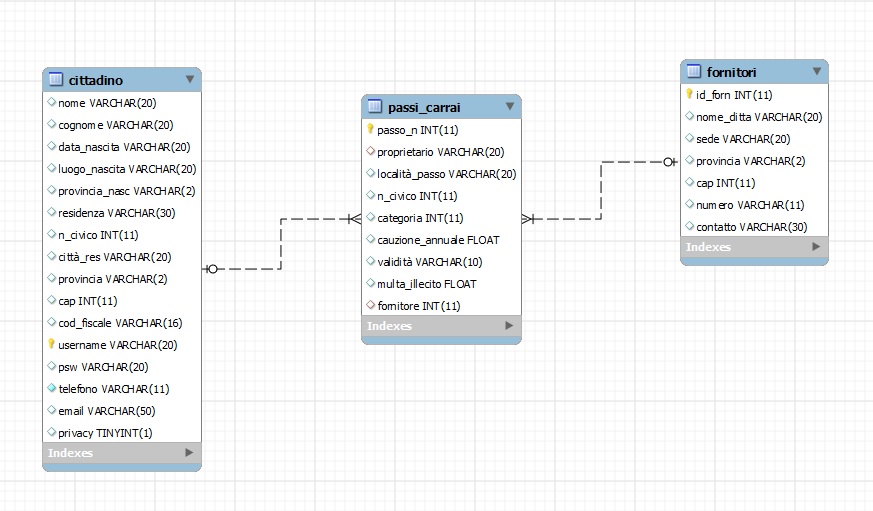 cittadino
nome VARCHAR(20)
cognome VARCHAR(20)
data_nascita VARCHAR(20)
luogo_nascita VARCHAR(20)
provincia_nasc VARCHAR(2)
residenza VARCHAR(30)
n_civico INT(11)
città_res VARCHAR(20)
provincia VARCHAR(2)
cap INT(11)
cod_fiscale VARCHAR(16)
username VARCHAR(20)
psw VARCHAR(20)
telefono VARCHAR(11)
email VARCHAR(50)
privacy TINYINT(1)
Indexes
passi_carrai
passo_n INT(11)
proprietario VARCHAR(20)
località_passo VARCHAR(20)
n_civico INT(11)
categoria INT(11)
cauzione_annuale FLOAT
validità VARCHAR(10)
multa_illecito FLOAT
fornitore INT(11)
Indexes
fornitori
id_forn INT(11)
nome_ditta VARCHAR(20)
sede VARCHAR(20)
provincia VARCHAR(2)
cap INT(11)
numero VARCHAR(11)
contatto VARCHAR(30)
Indexes